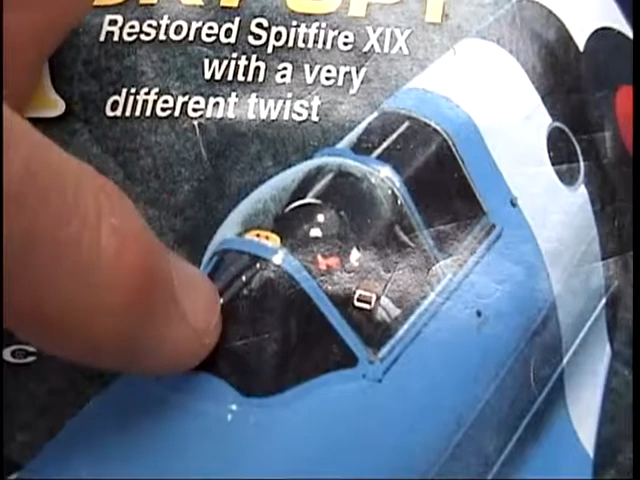 Restored Spitfire XIX
with a very
different twist